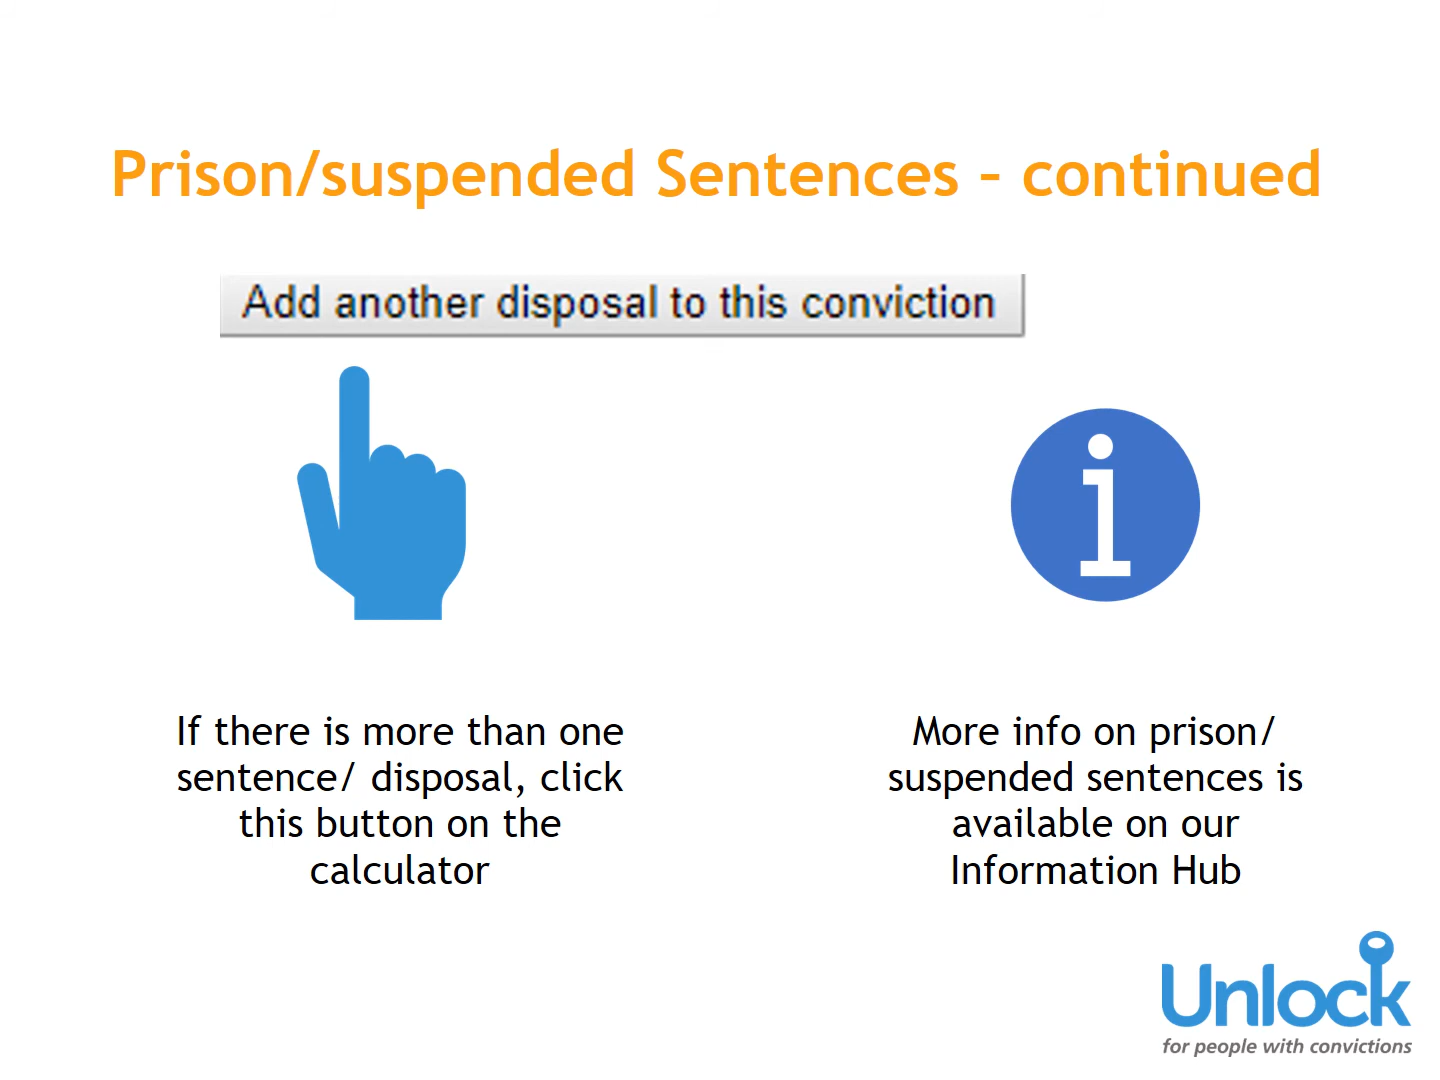 Prison/suspended Sentences – continued
Add another disposal to this conviction
i
If there is more than one
sentence/ disposal, click
this button on the
calculator
More info on prison/
suspended sentences is
available on our
Information Hub
Unlock
for people with convictions